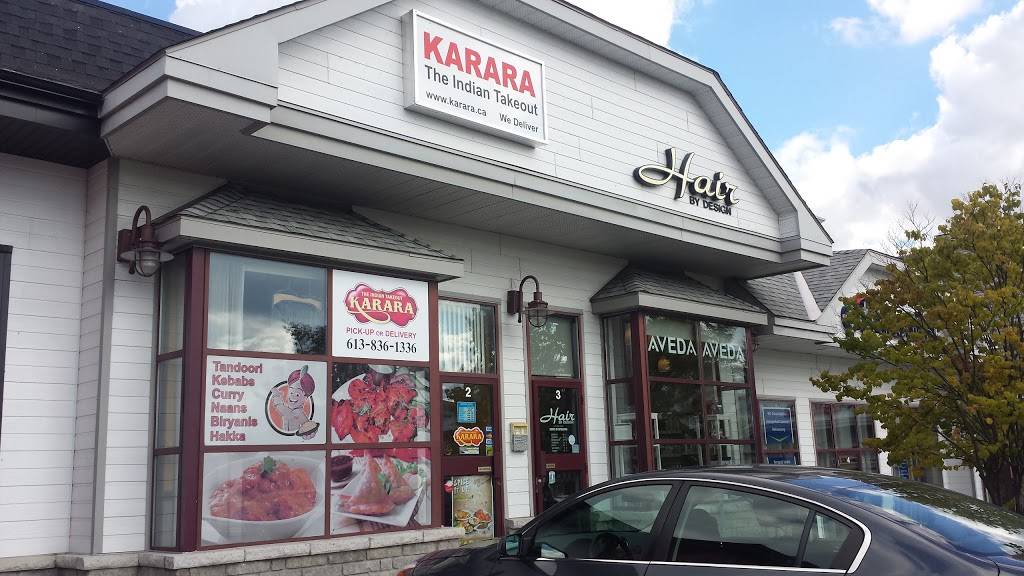 KARARA
The Indian Takeout
www.karara.ca We Deliver
Hair
BY DESIGN
THE INDIAN TAKEOUT
KARARA
PICK-UP OR DELIVERY
613-836-1336
Tandoori
Kebabs
Curry
Naans
Biryanis
Hakka
2
KARARA
3
Hair
AVEDA
AVEDA